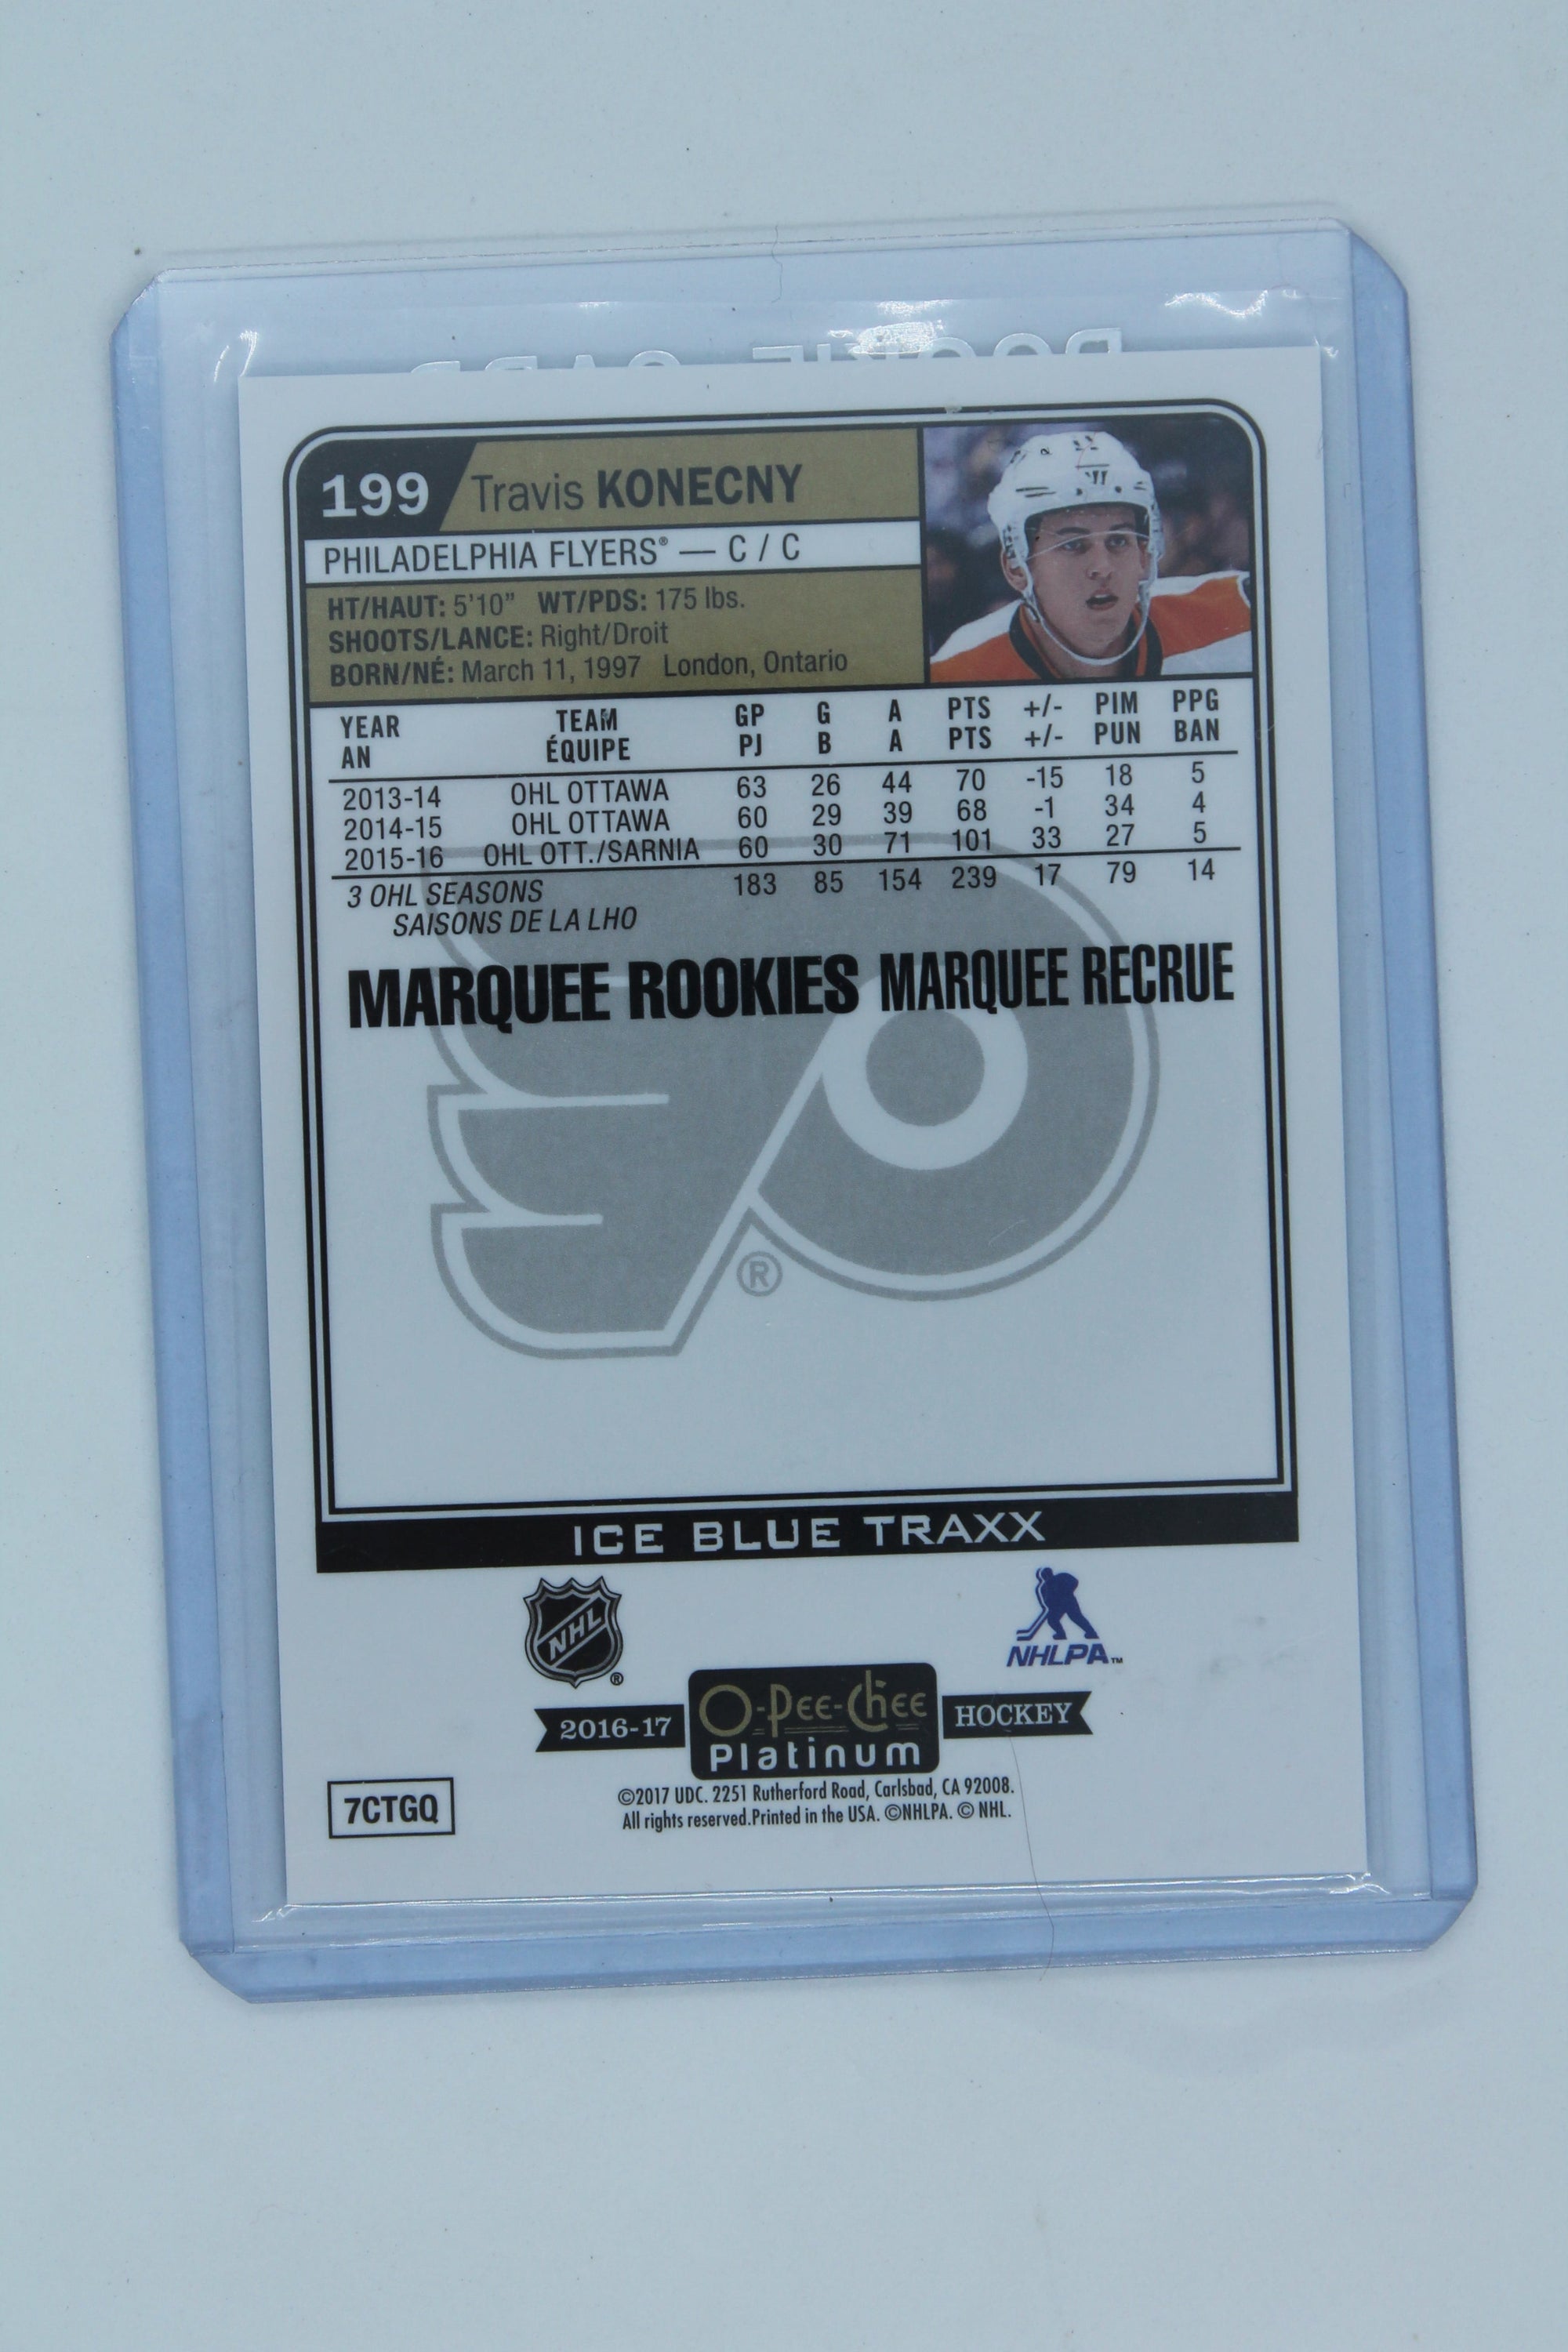 ROOKIE CARD
199 Travis KONECNY
PHILADELPHIA FLYERS® — C / C
HT/HAUT: 5'10" WT/PDS: 175 lbs.
SHOOTS/LANCE: Right/Droit
BORN/NÉ: March 11, 1997 London, Ontario
YEAR TEAM GP G A PTS +/- PIM PPG
AN ÉQUIPE PJ B A PTS +/- PUN BAN
2013-14 OHL OTTAWA 63 26 44 70 -15 18 5
2014-15 OHL OTTAWA 60 29 39 68 -1 34 4
2015-16 OHL OTT./SARNIA 60 30 71 101 33 27 5
3 OHL SEASONS 183 85 154 239 17 79 14
SAISONS DE LA LHO
MARQUEE ROOKIES MARQUEE RECRUE
®
ICE BLUE TRAXX
NHL ® NHLPA™
2016-17 O-Pee-Chee HOCKEY
Platinum
7CTGQ
©2017 UDC. 2251 Rutherford Road, Carlsbad, CA 92008.
All rights reserved.Printed in the USA. ©NHLPA. © NHL.